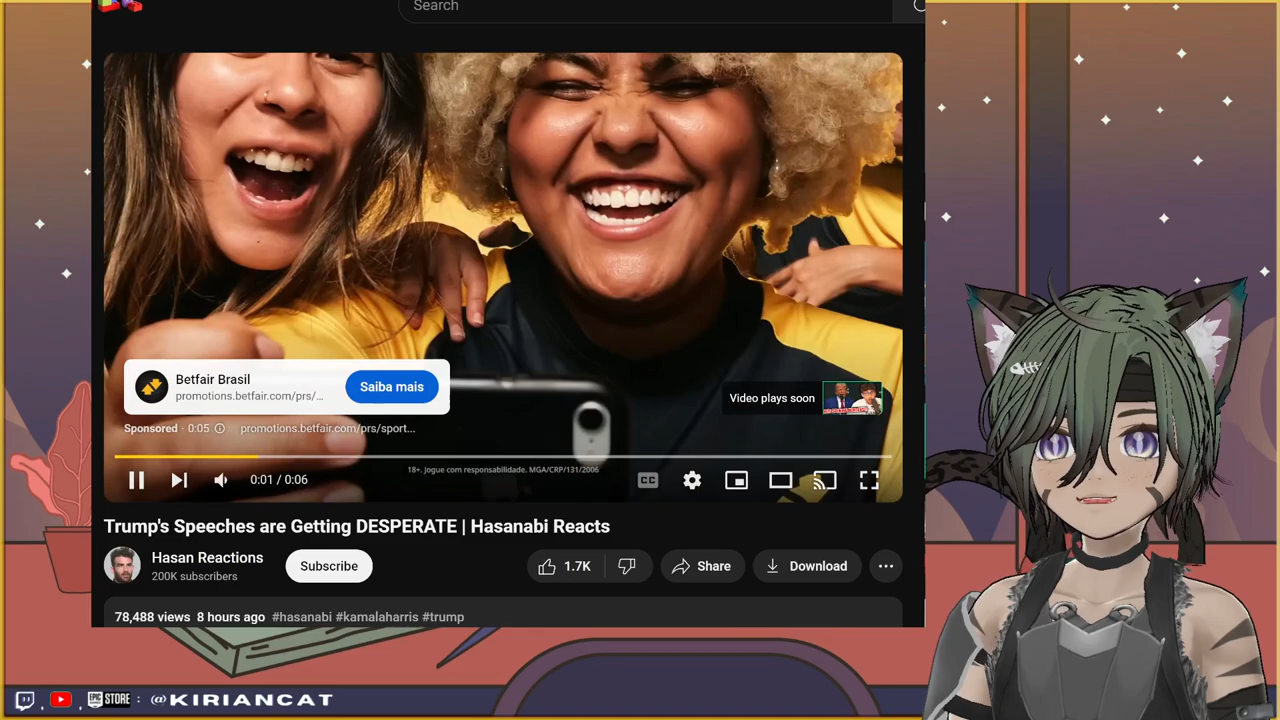 Search
Betfair Brasil
promotions.betfair.com/prs/...
Saiba mais
Video plays soon
Sponsored · 0:05 promotions.betfair.com/prs/sport...
18+. Jogue com responsabilidade. MGA/CRP/131/2006
0:01 / 0:06
CC
Trump's Speeches are Getting DESPERATE | Hasanabi Reacts
Hasan Reactions
200K subscribers
Subscribe
1.7K
Share
Download
78,488 views 8 hours ago #hasanabi #kamalaharris #trump
, , EPIC STORE : @KIRIANCAT